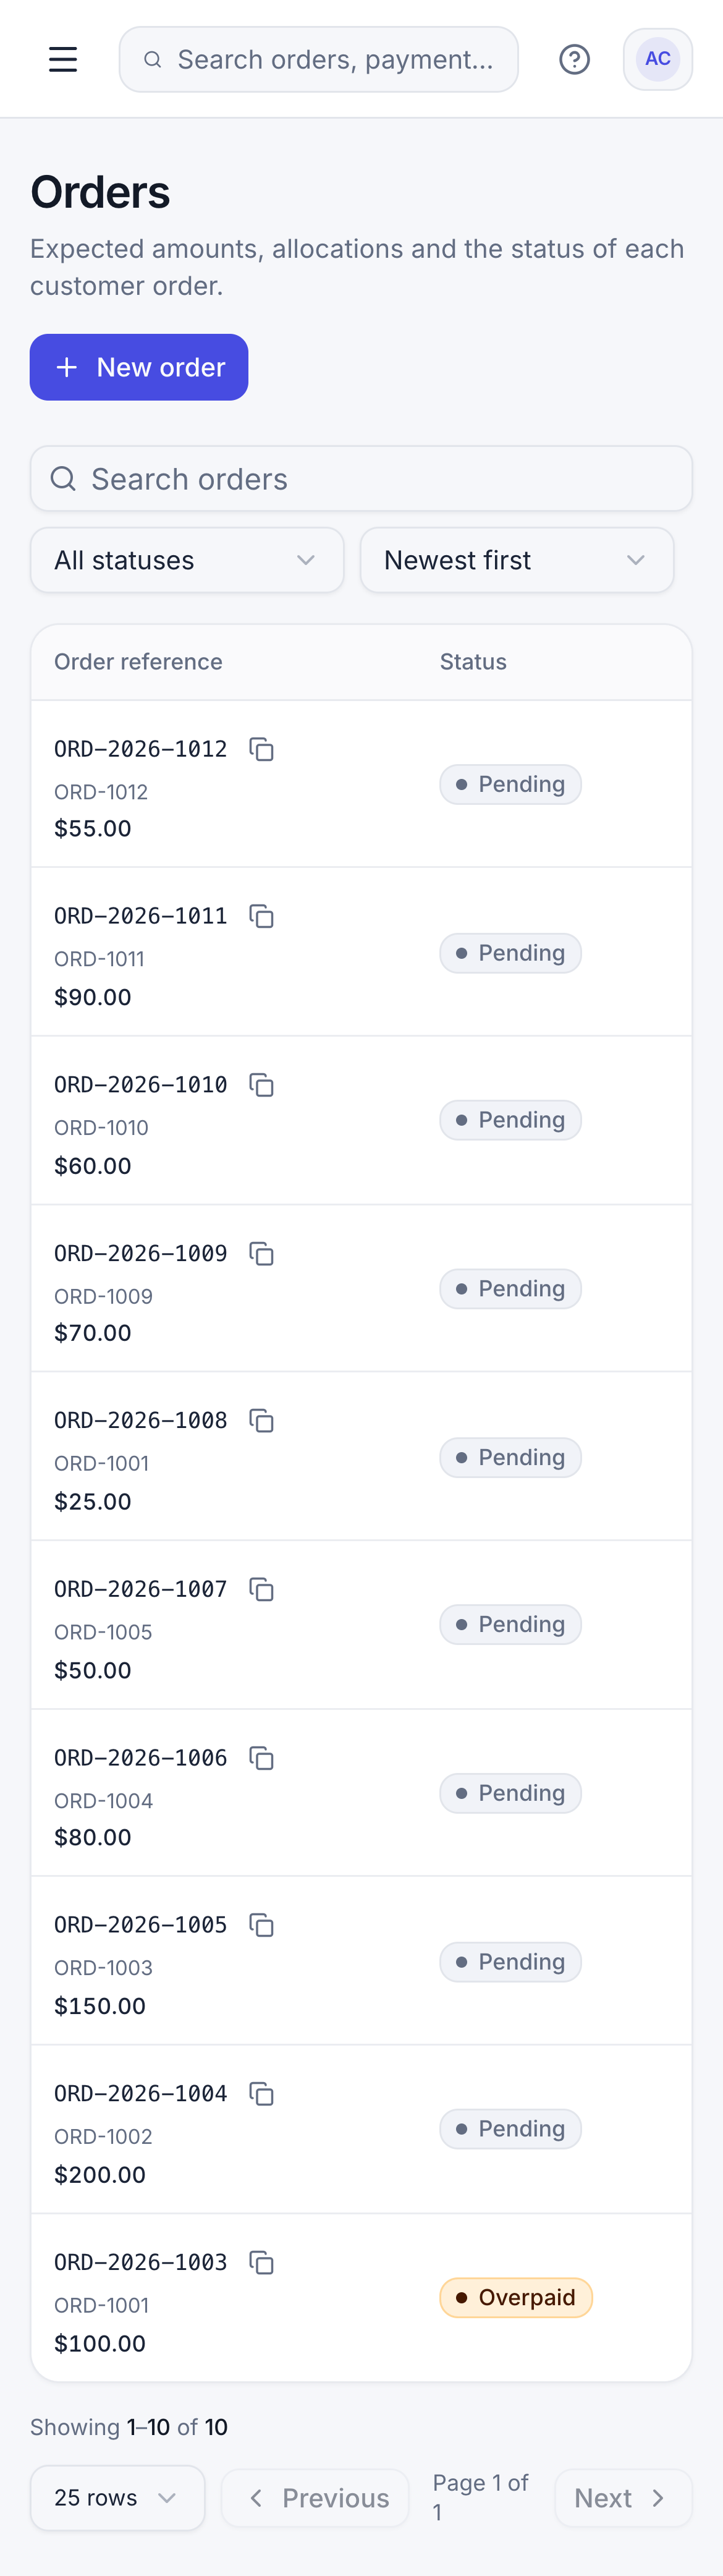 Search orders, payment...
AC
Orders
Expected amounts, allocations and the status of each
customer order.
+ New order
Search orders
All statuses
Newest first
Order reference
Status
ORD-2026-1012
ORD-1012
$55.00
Pending
ORD-2026-1011
ORD-1011
$90.00
Pending
ORD-2026-1010
ORD-1010
$60.00
Pending
ORD-2026-1009
ORD-1009
$70.00
Pending
ORD-2026-1008
ORD-1001
$25.00
Pending
ORD-2026-1007
ORD-1005
$50.00
Pending
ORD-2026-1006
ORD-1004
$80.00
Pending
ORD-2026-1005
ORD-1003
$150.00
Pending
ORD-2026-1004
ORD-1002
$200.00
Pending
ORD-2026-1003
ORD-1001
$100.00
Overpaid
Showing 1–10 of 10
25 rows
Previous
Page 1 of
1
Next